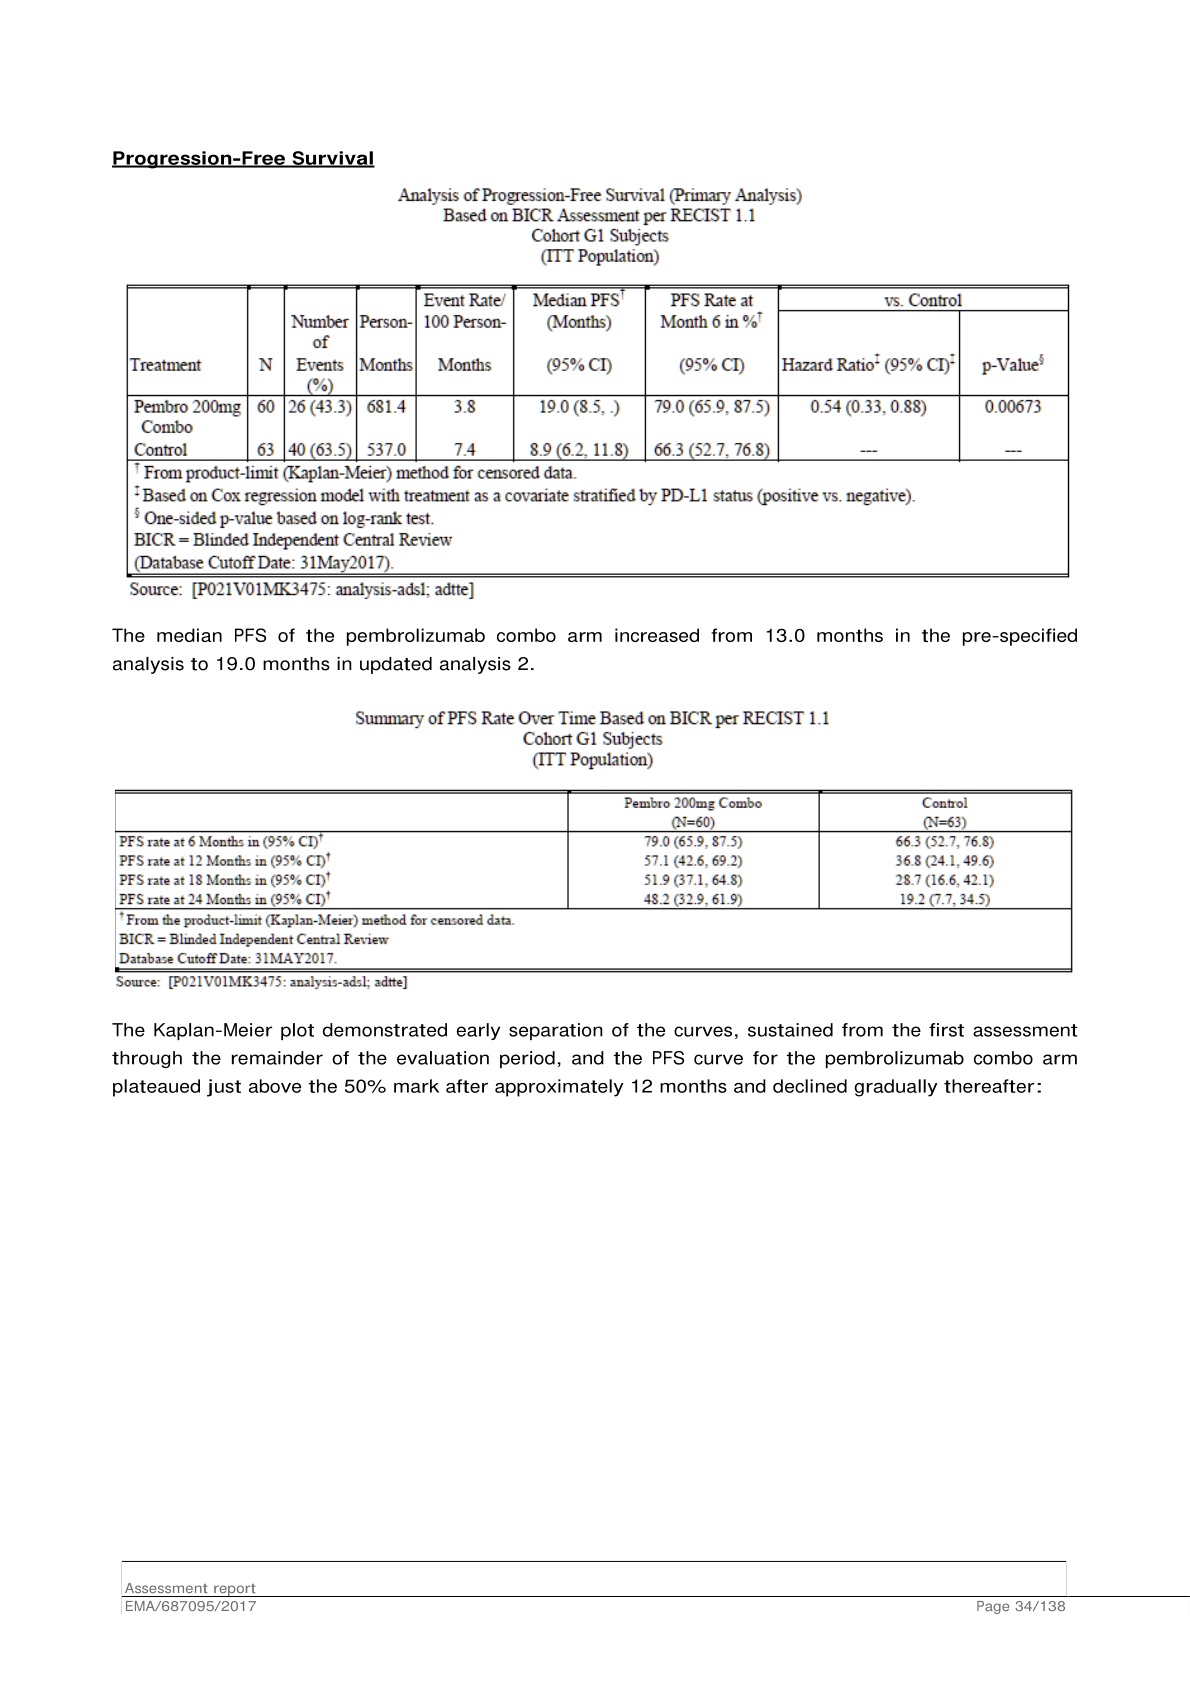 Progression-Free Survival
Analysis of Progression-Free Survival (Primary Analysis)
Based on BICR Assessment per RECIST 1.1
Cohort G1 Subjects
(ITT Population)
Treatment N Number of Events (%) Person-Months Event Rate/ 100 Person-Months Median PFS† (Months) (95% CI) PFS Rate at Month 6 in %† (95% CI) vs. Control
Hazard Ratio‡ (95% CI)‡ p-Value§
Pembro 200mg Combo 60 26 (43.3) 681.4 3.8 19.0 (8.5, .) 79.0 (65.9, 87.5) 0.54 (0.33, 0.88) 0.00673
Control 63 40 (63.5) 537.0 7.4 8.9 (6.2, 11.8) 66.3 (52.7, 76.8) --- ---
† From product-limit (Kaplan-Meier) method for censored data.
‡ Based on Cox regression model with treatment as a covariate stratified by PD-L1 status (positive vs. negative).
§ One-sided p-value based on log-rank test.
BICR = Blinded Independent Central Review
(Database Cutoff Date: 31May2017).
Source: [P021V01MK3475: analysis-adsl; adtte]
The median PFS of the pembrolizumab combo arm increased from 13.0 months in the pre-specified
analysis to 19.0 months in updated analysis 2.
Summary of PFS Rate Over Time Based on BICR per RECIST 1.1
Cohort G1 Subjects
(ITT Population)
Pembro 200mg Combo Control
(N=60) (N=63)
PFS rate at 6 Months in (95% CI)† 79.0 (65.9, 87.5) 66.3 (52.7, 76.8)
PFS rate at 12 Months in (95% CI)† 57.1 (42.6, 69.2) 36.8 (24.1, 49.6)
PFS rate at 18 Months in (95% CI)† 51.9 (37.1, 64.8) 28.7 (16.6, 42.1)
PFS rate at 24 Months in (95% CI)† 48.2 (32.9, 61.9) 19.2 (7.7, 34.5)
† From the product-limit (Kaplan-Meier) method for censored data.
BICR = Blinded Independent Central Review
Database Cutoff Date: 31MAY2017.
Source: [P021V01MK3475: analysis-adsl; adtte]
The Kaplan-Meier plot demonstrated early separation of the curves, sustained from the first assessment
through the remainder of the evaluation period, and the PFS curve for the pembrolizumab combo arm
plateaued just above the 50% mark after approximately 12 months and declined gradually thereafter:
Assessment report
EMA/687095/2017 Page 34/138